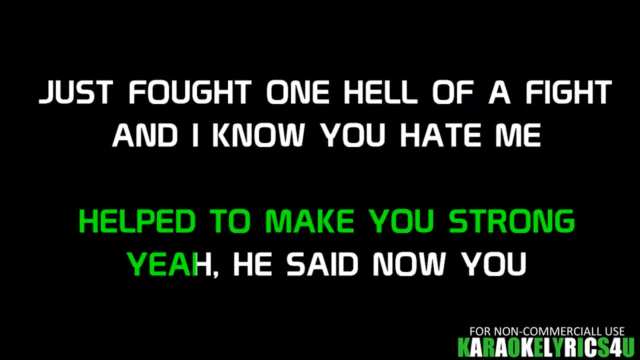 JUST FOUGHT ONE HELL OF A FIGHT
AND I KNOW YOU HATE ME
HELPED TO MAKE YOU STRONG
YEAH, HE SAID NOW YOU
FOR NON-COMMERCIALL USE
KARAOKELYRICS4U